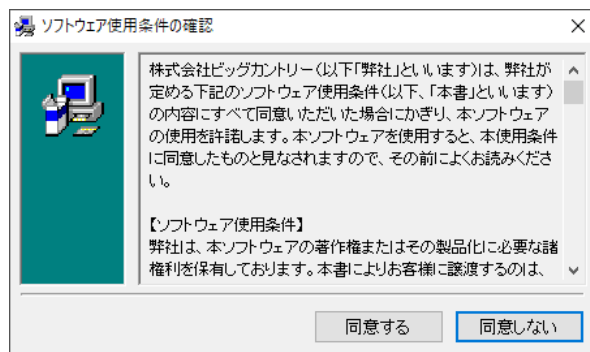 ソフトウェア使用条件の確認
株式会社ビッグカントリー(以下「弊社」といいます)は、弊社が
定める下記のソフトウェア使用条件(以下、「本書」といいます)
の内容にすべて同意いただいた場合にかぎり、本ソフトウェア
の使用を許諾します。本ソフトウェアを使用すると、本使用条件
に同意したものと見なされますので、その前によくお読みくださ
い。
【ソフトウェア使用条件】
弊社は、本ソフトウェアの著作権またはその製品化に必要な諸
権利を保有しております。本書によりお客様に譲渡するのは、
同意する
同意しない